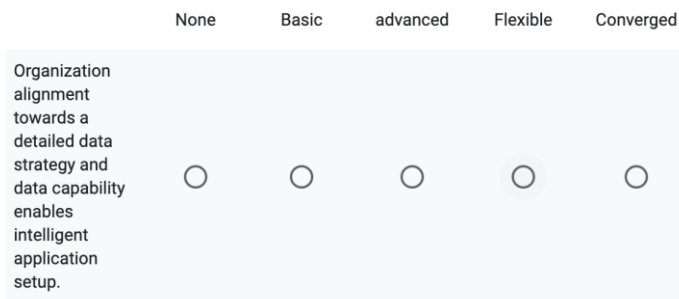 None Basic advanced Flexible Converged
Organization
alignment
towards a
detailed data
strategy and
data capability
enables
intelligent
application
setup.